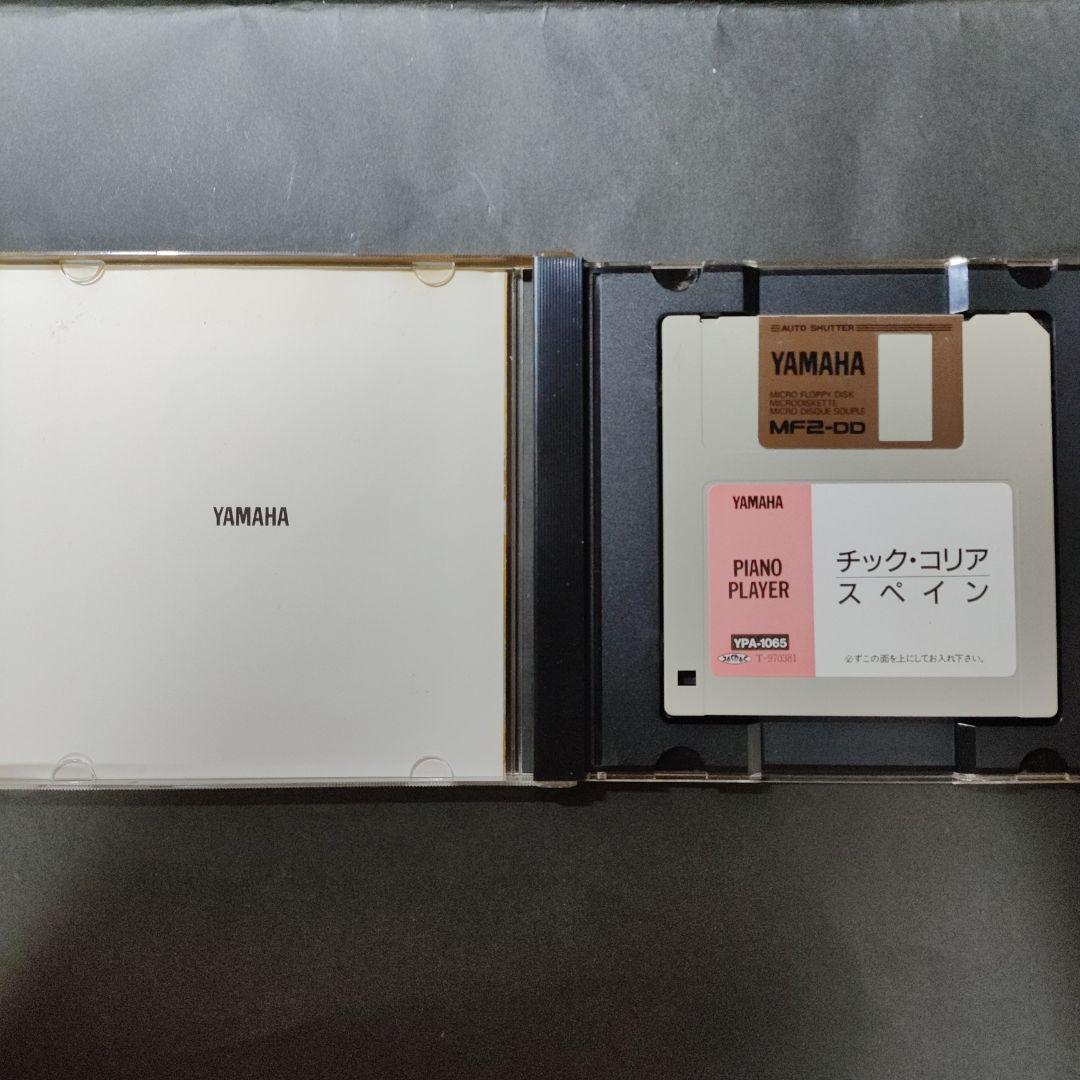 YAMAHA
AUTO SHUTTER
YAMAHA
MICRO FLOPPY DISK
MICRODISKETTE
MICRO DISQUE SOUPLE
MF2-DD
YAMAHA
PIANO
PLAYER
YPA-1065
T-970381
チック・コリア
スペイン
必ずこの面を上にしてお入れ下さい。